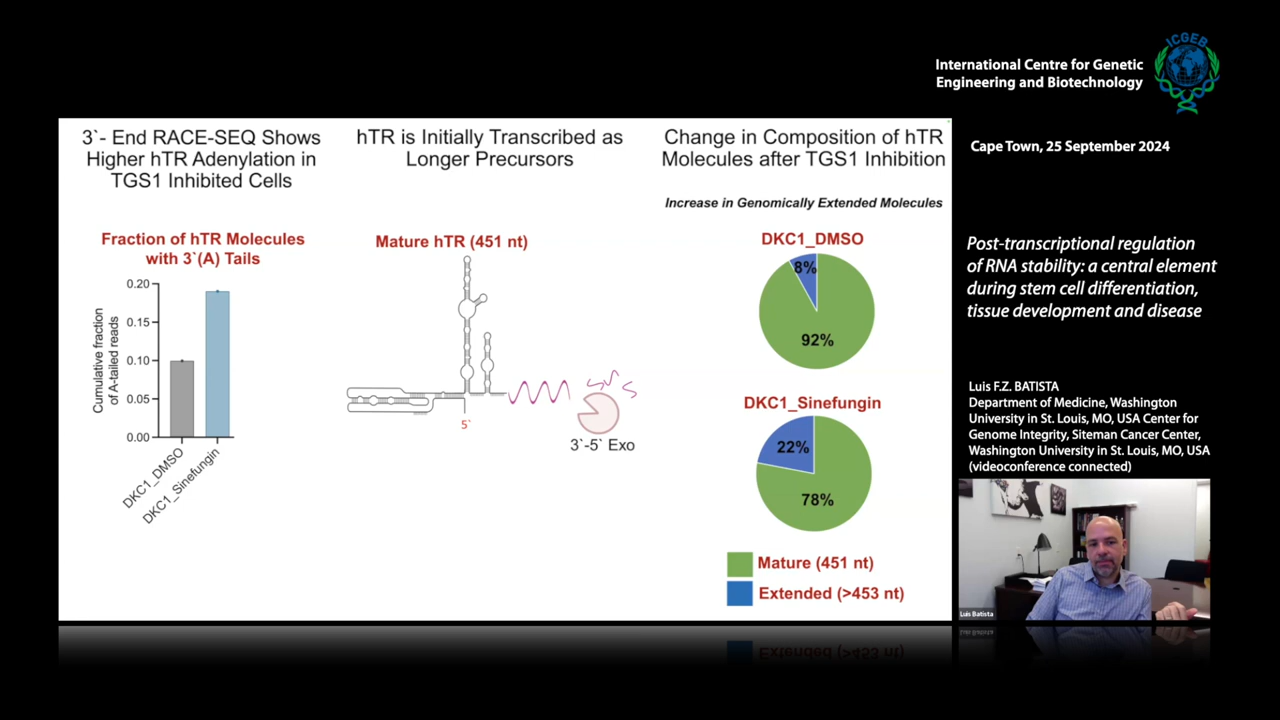 ICGEB
International Centre for Genetic
Engineering and Biotechnology
Cape Town, 25 September 2024
3`- End RACE-SEQ Shows
Higher hTR Adenylation in
TGS1 Inhibited Cells
Fraction of hTR Molecules
with 3`(A) Tails
Cumulative fraction
of A-tailed reads
0.20
0.15
0.10
0.05
0.00
DKC1_DMSO
DKC1_Sinefungin
hTR is Initially Transcribed as
Longer Precursors
Mature hTR (451 nt)
5`
3`-5` Exo
Change in Composition of hTR
Molecules after TGS1 Inhibition
Increase in Genomically Extended Molecules
DKC1_DMSO
8%
92%
DKC1_Sinefungin
22%
78%
Mature (451 nt)
Extended (>453 nt)
Post-transcriptional regulation
of RNA stability: a central element
during stem cell differentiation,
tissue development and disease
Luis F.Z. BATISTA
Department of Medicine, Washington
University in St. Louis, MO, USA Center for
Genome Integrity, Siteman Cancer Center,
Washington University in St. Louis, MO, USA
(videoconference connected)
Luis Batista